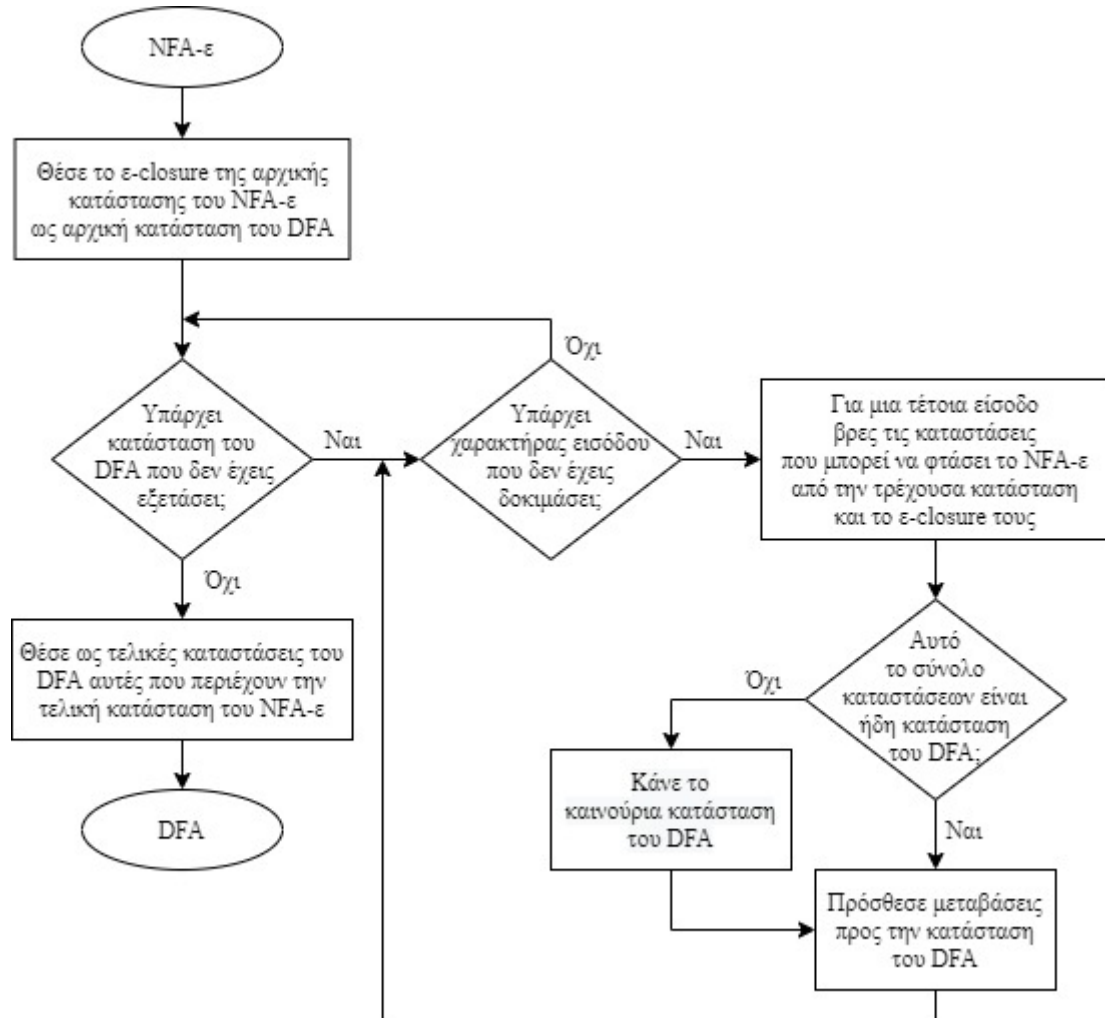 NFA-ε
Θέσε το ε-closure της αρχικής
κατάστασης του NFA-ε
ως αρχική κατάσταση του DFA
Υπάρχει
κατάσταση του
DFA που δεν έχεις
εξετάσει;
Ναι
Όχι
Υπάρχει
χαρακτήρας εισόδου
που δεν έχεις
δοκιμάσει;
Όχι
Ναι
Για μια τέτοια είσοδο
βρες τις καταστάσεις
που μπορεί να φτάσει το NFA-ε
από την τρέχουσα κατάσταση
και το ε-closure τους
Αυτό
το σύνολο
καταστάσεων είναι
ήδη κατάσταση
του DFA;
Όχι
Ναι
Κάνε το
καινούρια κατάσταση
του DFA
Πρόσθεσε μεταβάσεις
προς την κατάσταση
του DFA
Θέσε ως τελικές καταστάσεις του
DFA αυτές που περιέχουν την
τελική κατάσταση του NFA-ε
DFA